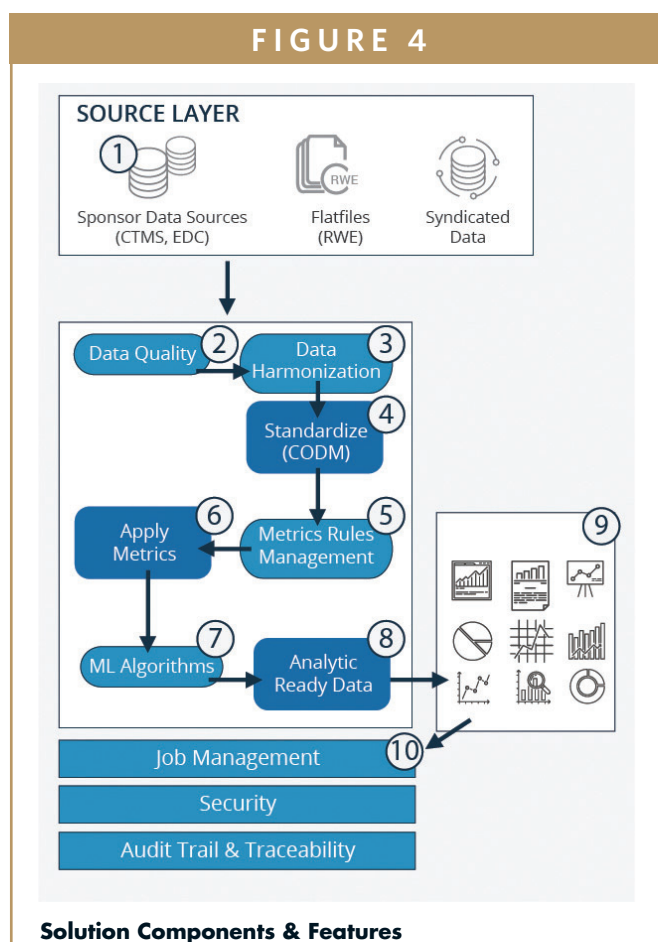 FIGURE 4
SOURCE LAYER
1
RWE
Sponsor Data Sources
(CTMS, EDC)
Flatfiles
(RWE)
Syndicated
Data
Data Quality
2
Data
Harmonization
3
Standardize
(CODM)
4
Metrics Rules
Management
5
Apply
Metrics
6
ML Algorithms
7
Analytic
Ready Data
8
9
Job Management
10
Security
Audit Trail & Traceability
Solution Components & Features